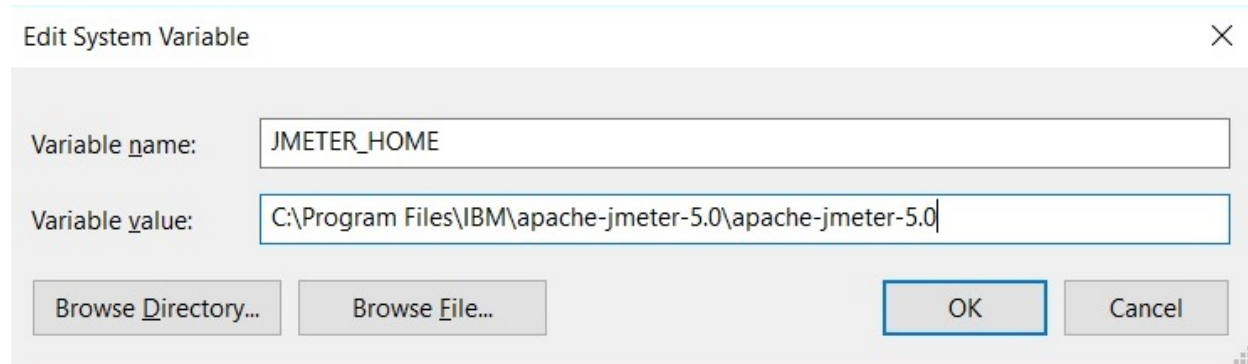 Edit System Variable
Variable name: JMETER_HOME
Variable value: C:\Program Files\IBM\apache-jmeter-5.0\apache-jmeter-5.0
Browse Directory... Browse File... OK Cancel